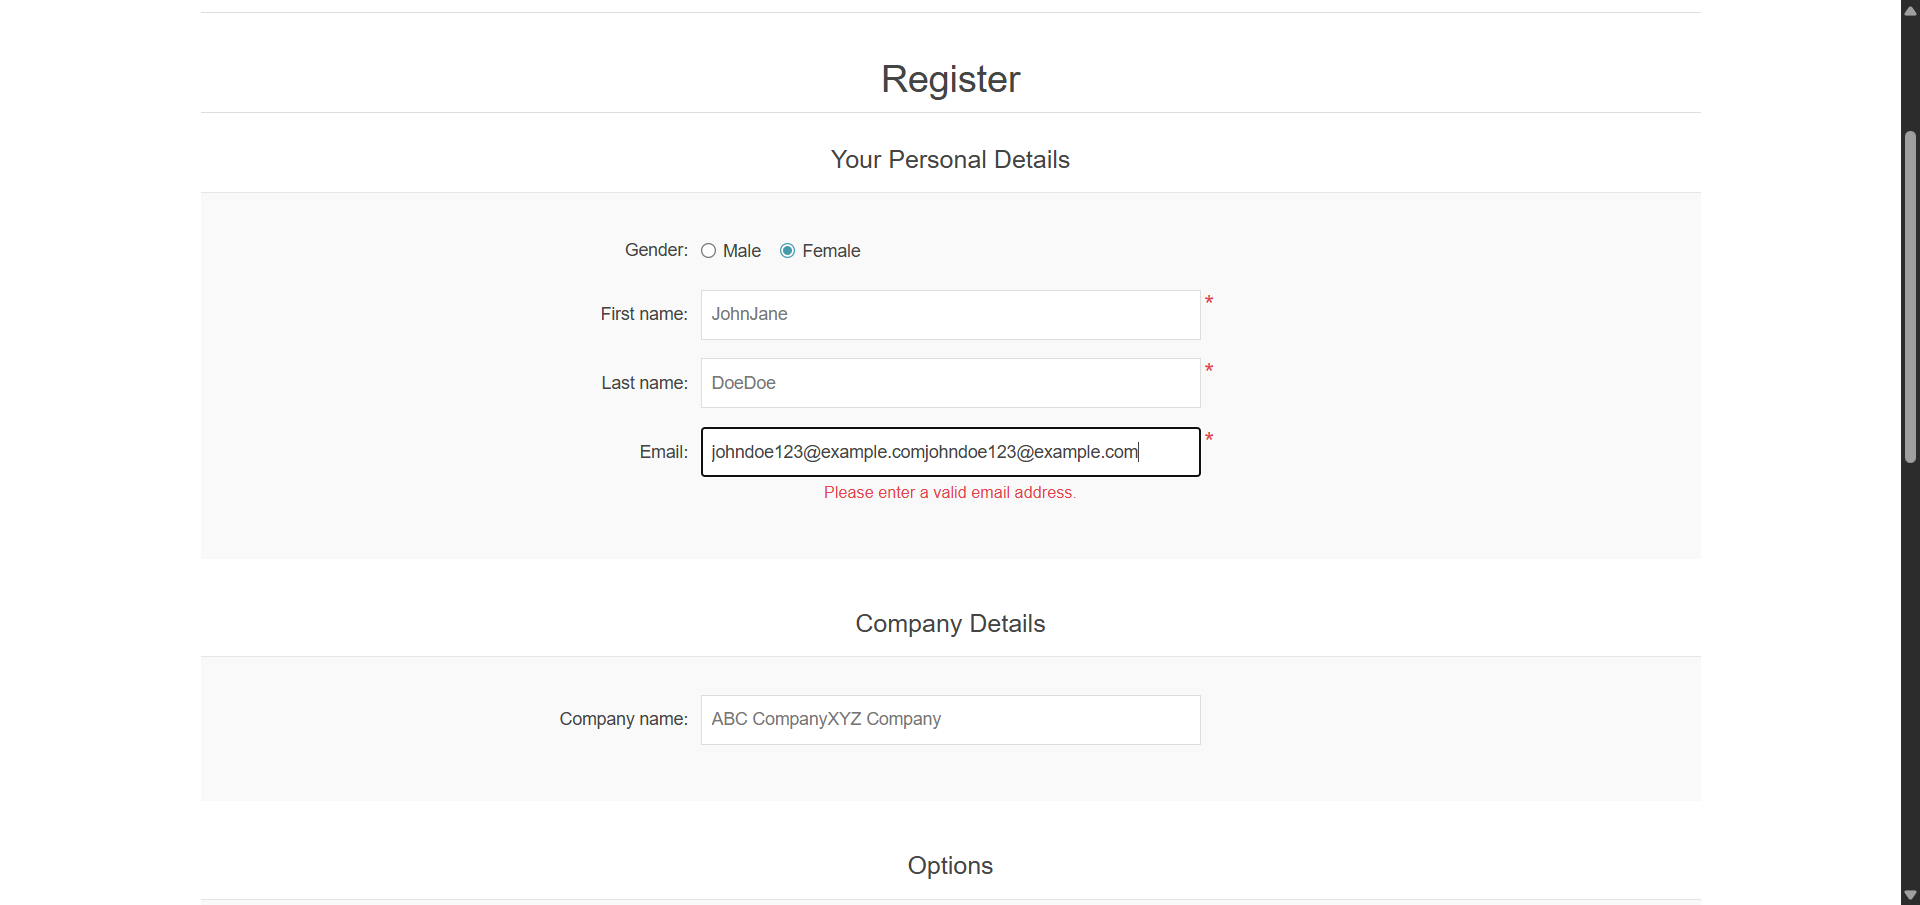 Register
Your Personal Details
Gender: Male Female
First name: JohnJane *
Last name: DoeDoe *
Email: johndoe123@example.comjohndoe123@example.com *
Please enter a valid email address.
Company Details
Company name: ABC CompanyXYZ Company
Options